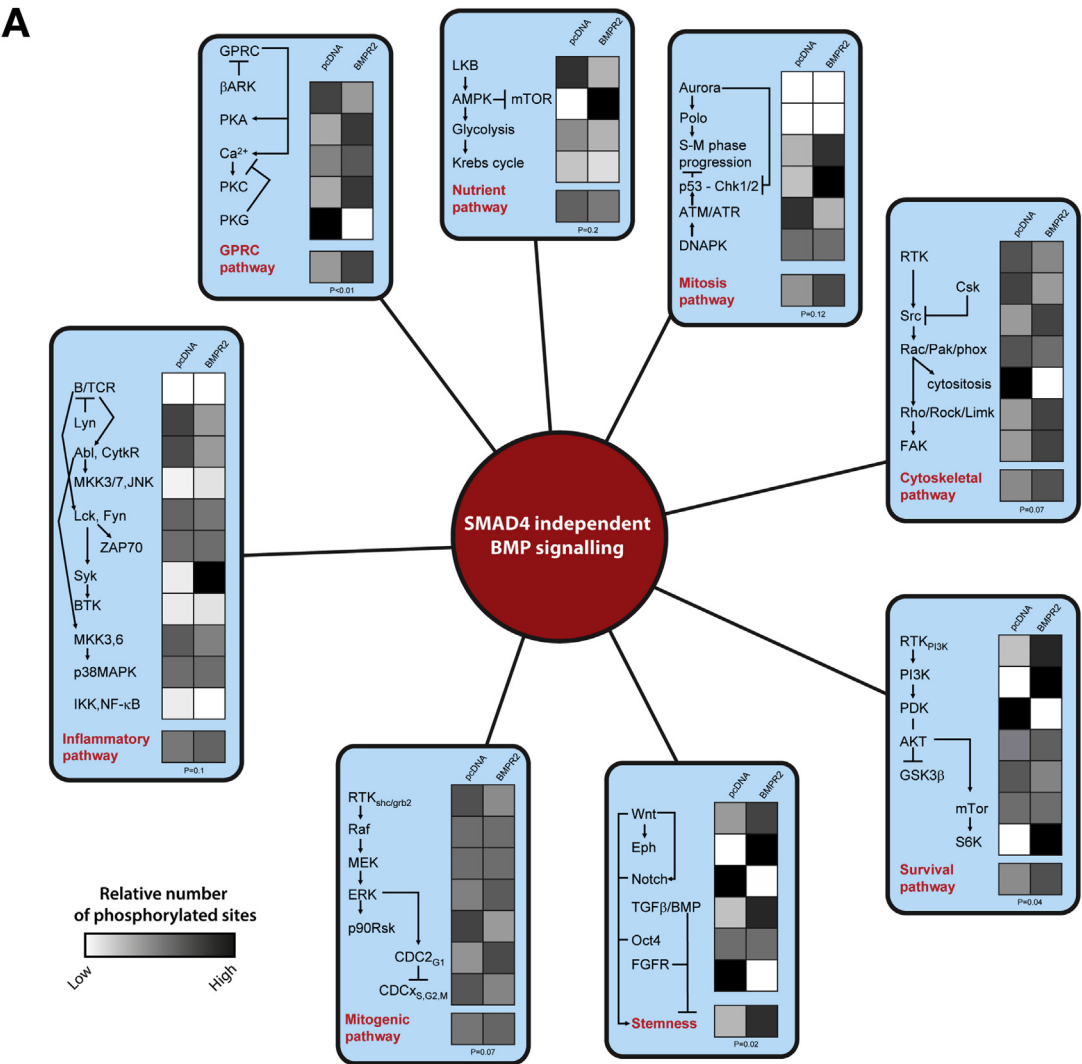 A
pcDNA BMPR2
GPRC
βARK
PKA
Ca2+
PKC
PKG
GPRC
pathway
P<0.01
pcDNA BMPR2
LKB
AMPK mTOR
Glycolysis
Krebs cycle
Nutrient
pathway
P=0.2
pcDNA BMPR2
Aurora
Polo
S-M phase
progression
p53 - Chk1/2
ATM/ATR
DNAPK
Mitosis
pathway
P=0.12
pcDNA BMPR2
RTK
Csk
Src
Rac/Pak/phox
cytositosis
Rho/Rock/Limk
FAK
Cytoskeletal
pathway
P=0.07
pcDNA BMPR2
B/TCR
Lyn
Abl, CytkR
MKK3/7,JNK
Lck, Fyn
ZAP70
Syk
BTK
MKK3,6
p38MAPK
IKK,NF-κB
Inflammatory
pathway
P=0.1
SMAD4 independent
BMP signalling
pcDNA BMPR2
RTKPI3K
PI3K
PDK
AKT
GSK3β
mTor
S6K
Survival
pathway
P=0.04
pcDNA BMPR2
RTKshc/grb2
Raf
MEK
ERK
p90Rsk
CDC2G1
CDCxS,G2,M
Mitogenic
pathway
P=0.07
pcDNA BMPR2
Wnt
Eph
Notch
TGFβ/BMP
Oct4
FGFR
Stemness
P=0.02
Relative number
of phosphorylated sites
Low High